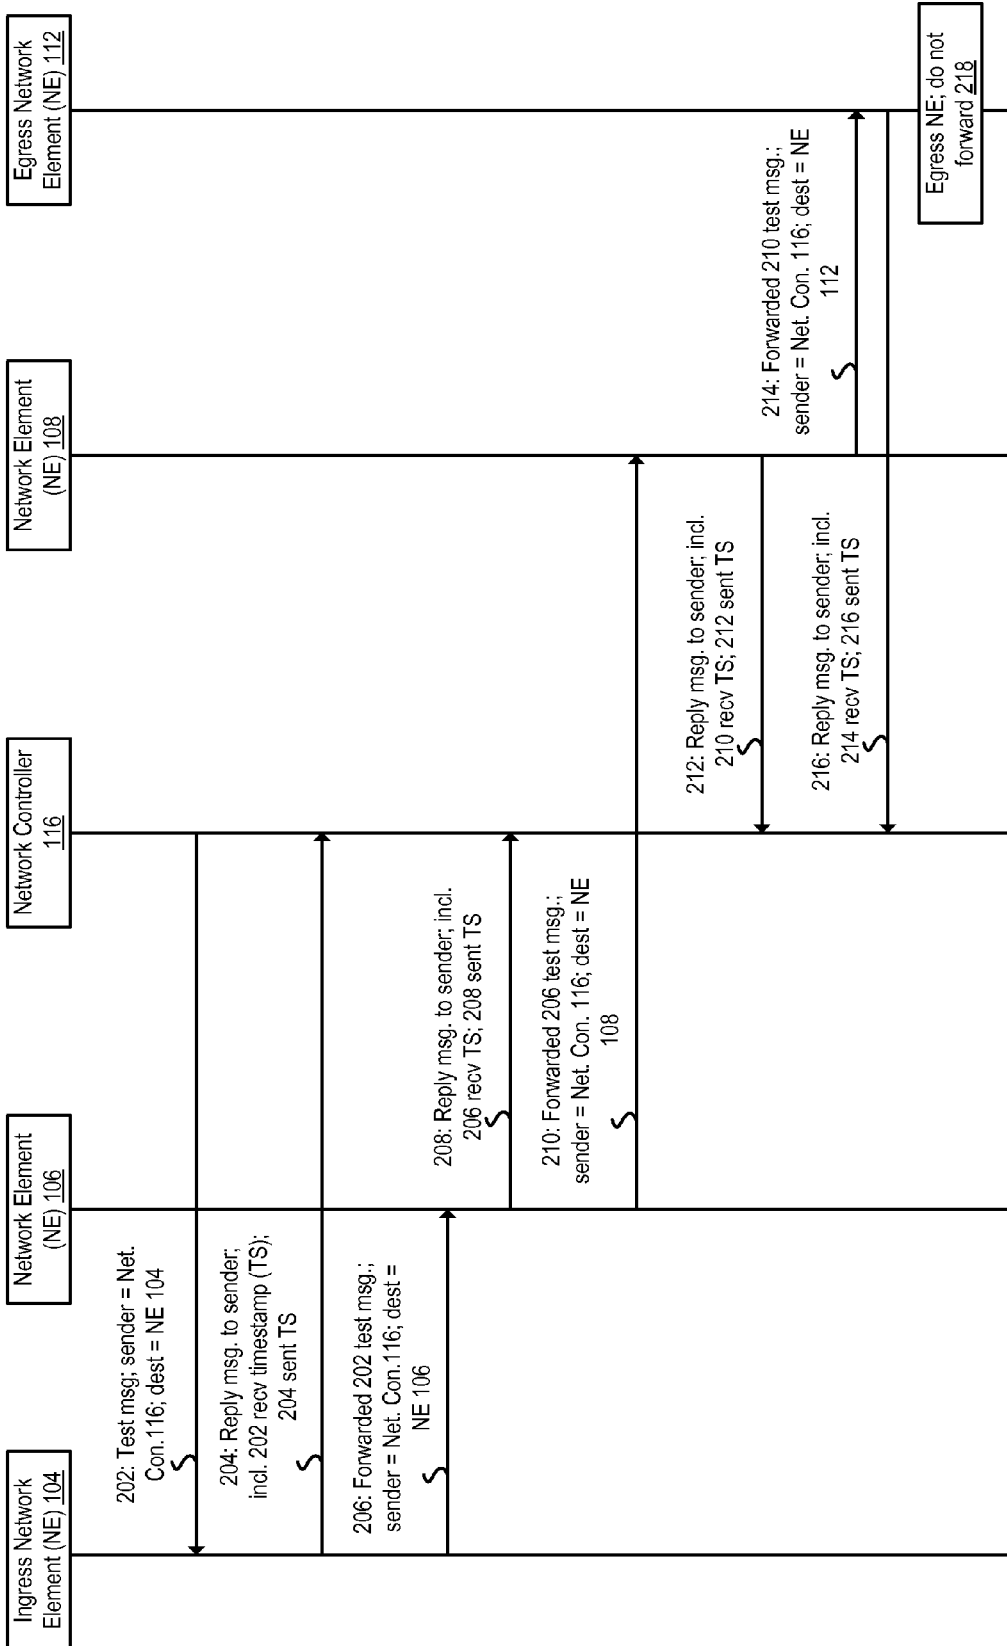 Ingress Network
Element (NE) 104
Network Element
(NE) 106
Network Controller
116
Network Element
(NE) 108
Egress Network
Element (NE) 112
202: Test msg; sender = Net.
Con.116; dest = NE 104
204: Reply msg. to sender;
incl. 202 recv timestamp (TS);
204 sent TS
206: Forwarded 202 test msg.;
sender = Net. Con.116; dest =
NE 106
208: Reply msg. to sender; incl.
206 recv TS; 208 sent TS
210: Forwarded 206 test msg.;
sender = Net. Con. 116; dest = NE
108
212: Reply msg. to sender; incl.
210 recv TS; 212 sent TS
214: Forwarded 210 test msg.;
sender = Net. Con. 116; dest = NE
112
216: Reply msg. to sender; incl.
214 recv TS; 216 sent TS
Egress NE; do not
forward 218